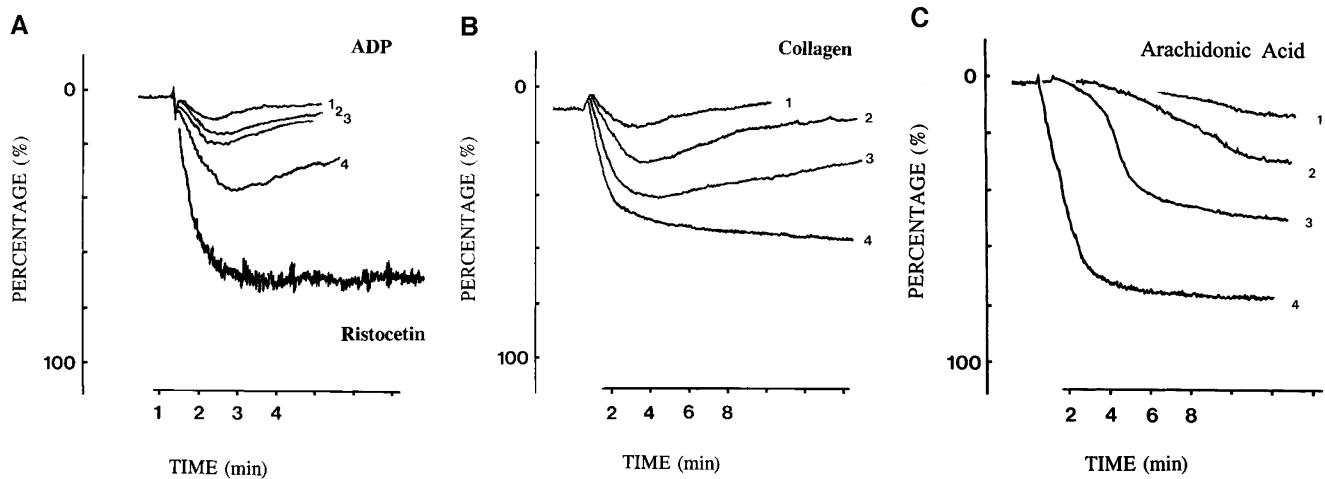 A
ADP
0
1 2 3
4
PERCENTAGE (%)
100
Ristocetin
1 2 3 4
TIME (min)
B
Collagen
0
1
2
3
4
PERCENTAGE (%)
100
2 4 6 8
TIME (min)
C
Arachidonic Acid
0
1
2
3
4
PERCENTAGE (%)
100
2 4 6 8
TIME (min)